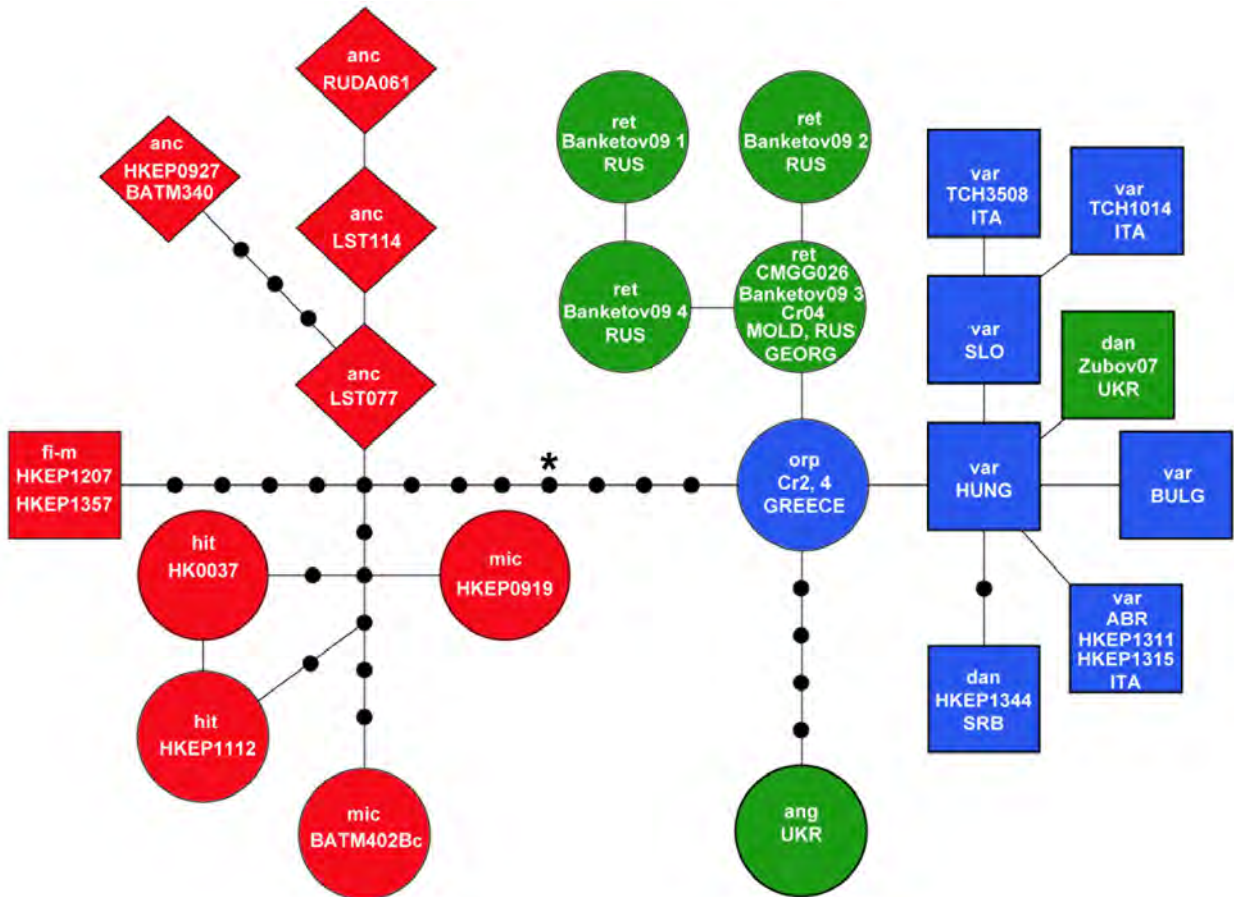 anc
RUDA061
anc
HKEP0927
BATM340
anc
LST114
anc
LST077
fi-m
HKEP1207
HKEP1357
hit
HK0037
mic
HKEP0919
hit
HKEP1112
mic
BATM402Bc
*
ret
Banketov09 1
RUS
ret
Banketov09 2
RUS
ret
Banketov09 4
RUS
ret
CMGG026
Banketov09 3
Cr04
MOLD, RUS
GEORG
orp
Cr2, 4
GREECE
ang
UKR
var
TCH3508
ITA
var
TCH1014
ITA
var
SLO
dan
Zubov07
UKR
var
HUNG
var
BULG
var
ABR
HKEP1311
HKEP1315
ITA
dan
HKEP1344
SRB